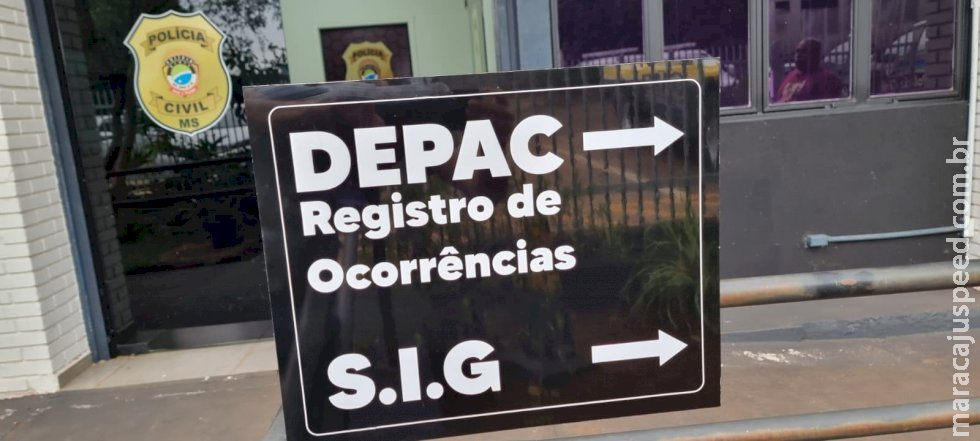 POLÍCIA
CIVIL
MS
DEPAC
Registro de
Ocorrências
S.I.G
maracajuspeed.com.br